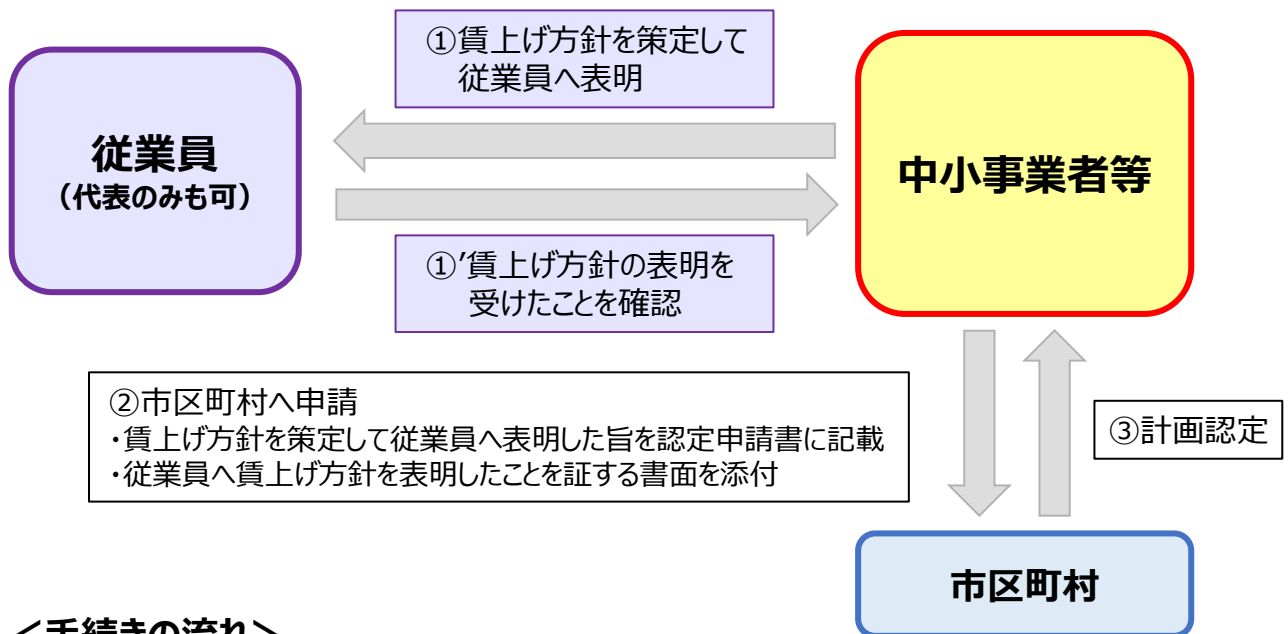 ①賃上げ方針を策定して
従業員へ表明
従業員
（代表のみも可）
中小事業者等
①’賃上げ方針の表明を
受けたことを確認
②市区町村へ申請
・賃上げ方針を策定して従業員へ表明した旨を認定申請書に記載
・従業員へ賃上げ方針を表明したことを証する書面を添付
③計画認定
市区町村
＜手続きの流れ＞